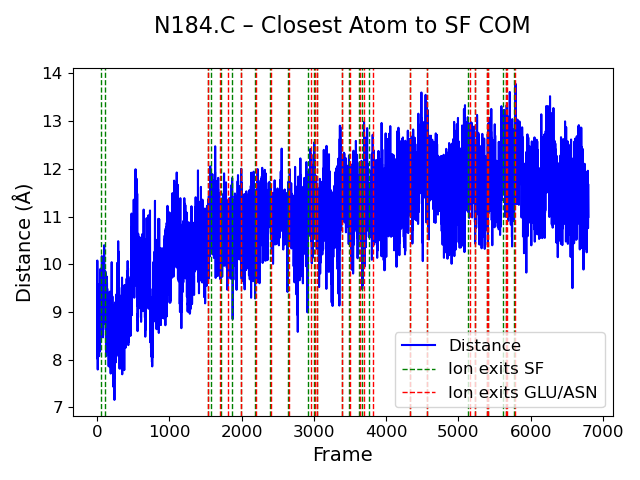 N184.C – Closest Atom to SF COM
Distance (Å)
14
13
12
11
10
9
8
7
Distance
Ion exits SF
Ion exits GLU/ASN
0
1000
2000
3000
4000
5000
6000
7000
Frame